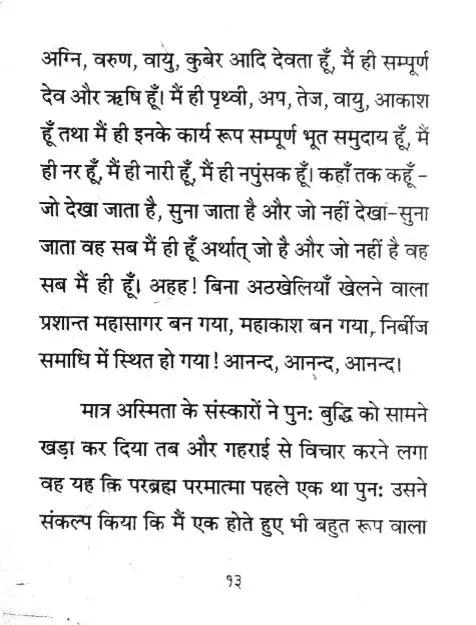 अग्नि, वरुण, वायु, कुबेर आदि देवता हूँ, मैं ही सम्पूर्ण
देव और ऋषि हूँ। मैं ही पृथ्वी, अप, तेज, वायु, आकाश
हूँ तथा मैं ही इनके कार्य रूप सम्पूर्ण भूत समुदाय हूँ, मैं
ही नर हूँ, मैं ही नारी हूँ, मैं ही नपुंसक हूँ। कहाँ तक कहूँ -
जो देखा जाता है, सुना जाता है और जो नहीं देखा-सुना
जाता वह सब मैं ही हूँ अर्थात् जो है और जो नहीं है वह
सब मैं ही हूँ। अहह! बिना अठखेलियाँ खेलने वाला
प्रशान्त महासागर बन गया, महाकाश बन गया, निर्बीज
समाधि में स्थित हो गया! आनन्द, आनन्द, आनन्द।
मात्र अस्मिता के संस्कारों ने पुनः बुद्धि को सामने
खड़ा कर दिया तब और गहराई से विचार करने लगा
वह यह कि परब्रह्म परमात्मा पहले एक था पुनः उसने
संकल्प किया कि मैं एक होते हुए भी बहुत रूप वाला
१३